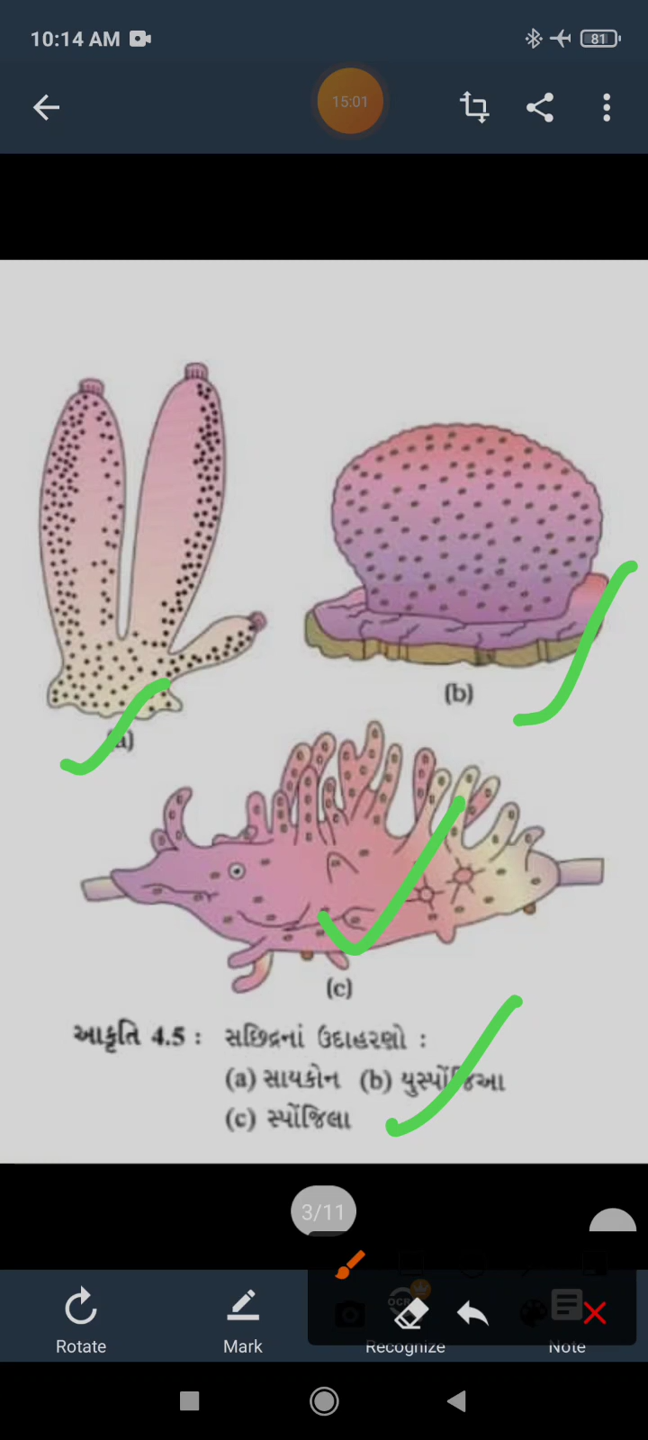 10:14 AM
81
15:01
(a)
(b)
(c)
આકૃતિ 4.5 : સછિદ્રનાં ઉદાહરણો :
(a) સાયકોન (b) યુસ્પોંજિઆ
(c) સ્પોંજિલા
3/11
OCR
Rotate Mark Recognize Note